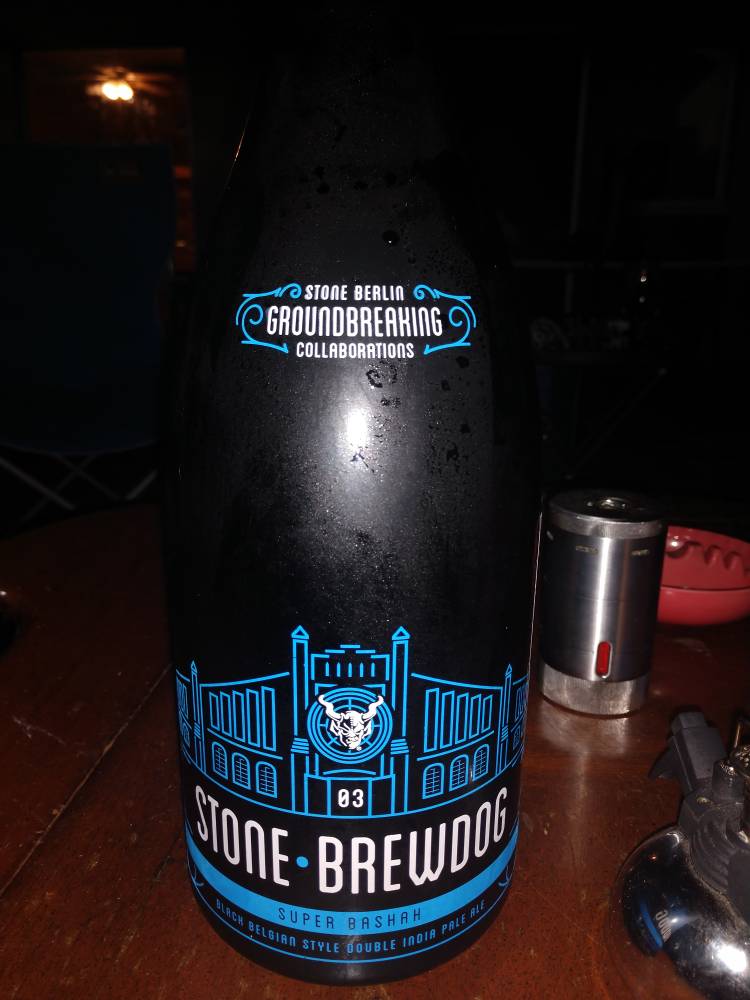 STONE BERLIN
GROUNDBREAKING
COLLABORATIONS
03
STONE · BREWDOG
SUPER BASHAH
BLACK BELGIAN STYLE DOUBLE INDIA PALE ALE